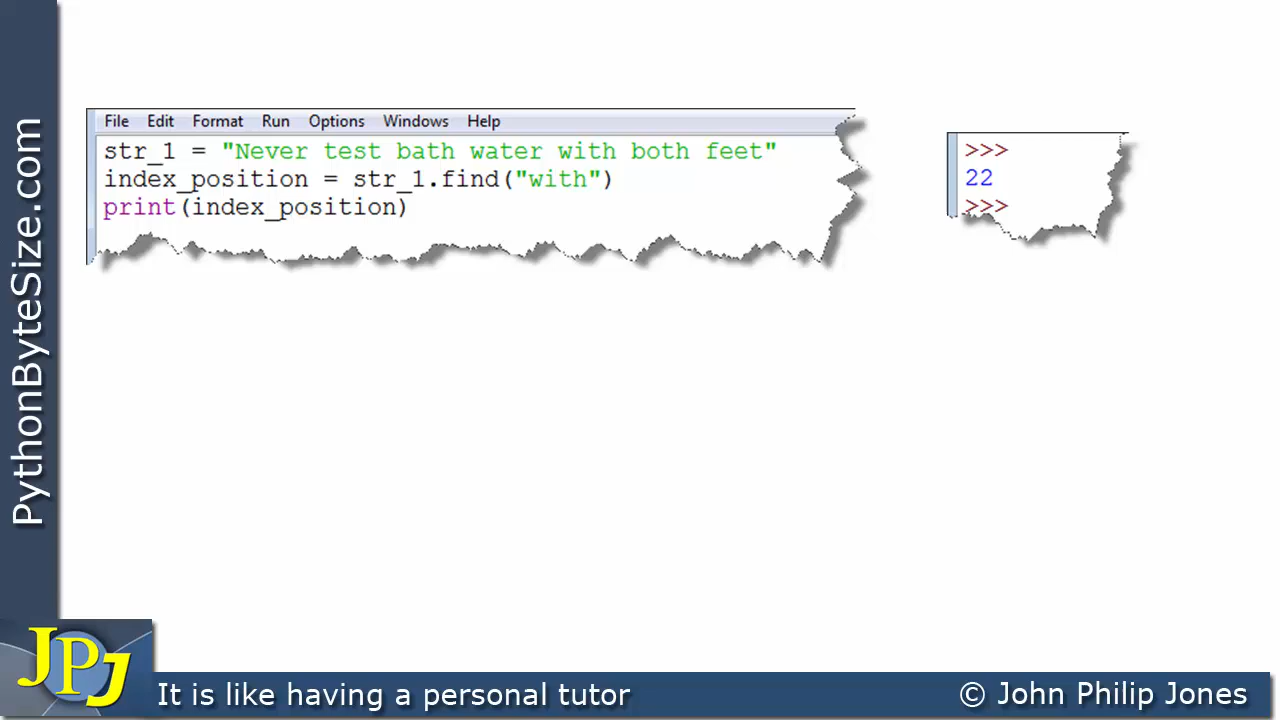 PythonByteSize.com
File Edit Format Run Options Windows Help
str_1 = "Never test bath water with both feet"
index_position = str_1.find("with")
print(index_position)
>>>
22
>>>
JPJ
It is like having a personal tutor
© John Philip Jones